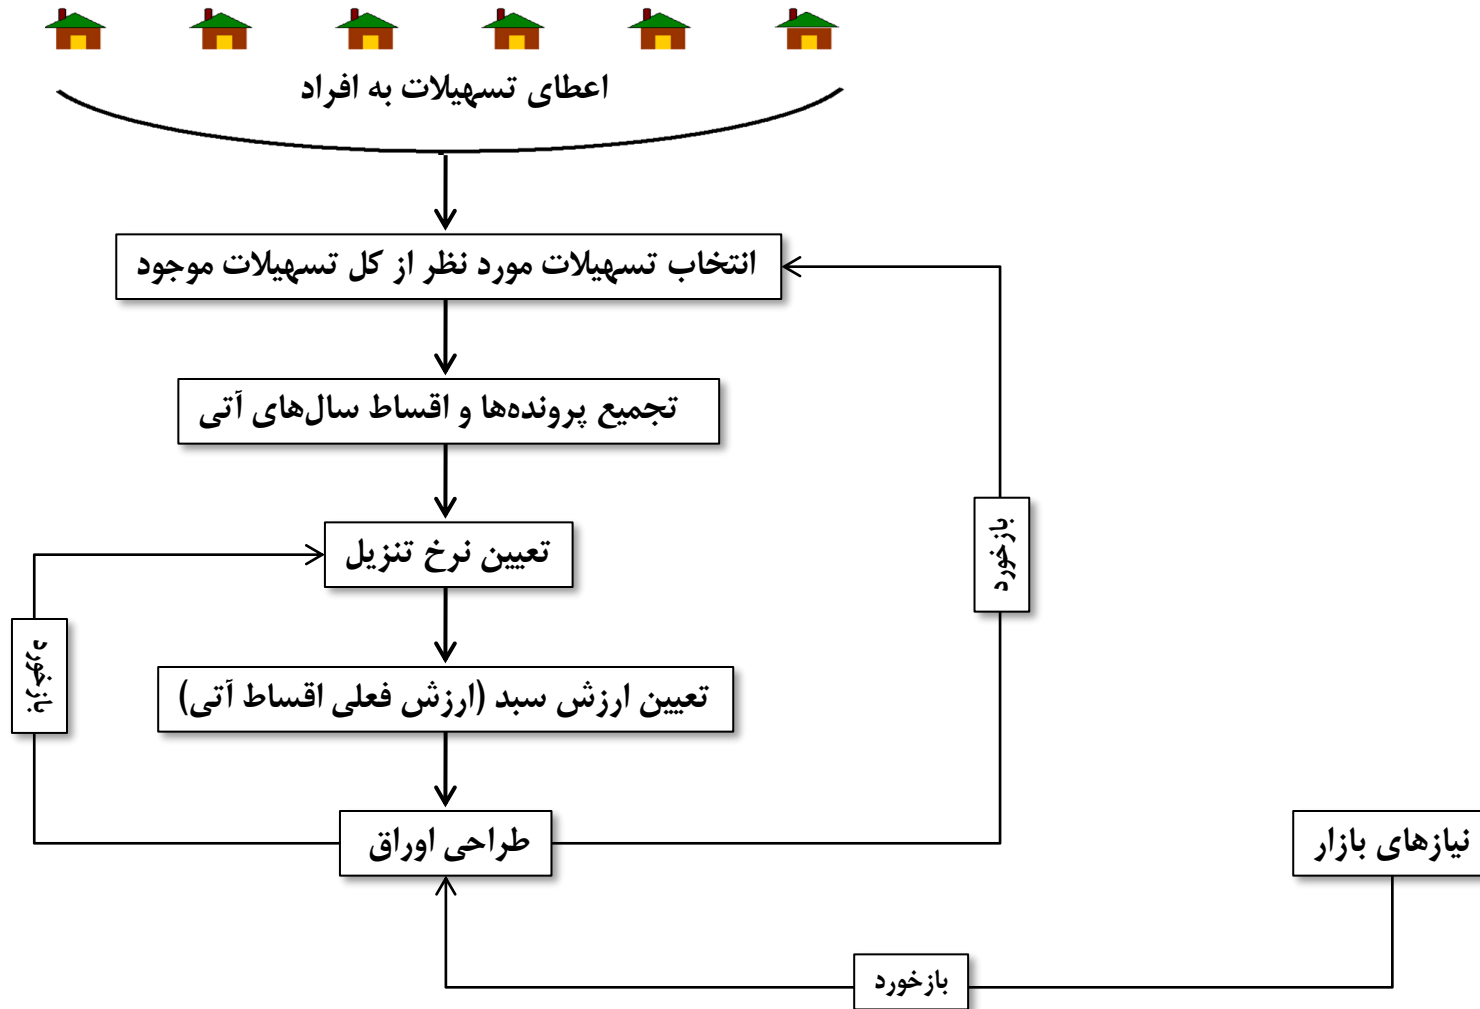 اعطای تسهیلات به افراد
انتخاب تسهیلات مورد نظر از کل تسهیلات موجود
تجمیع پرونده‌ها و اقساط سال‌های آتی
بازخورد
تعیین نرخ تنزیل
بازخورد
تعیین ارزش سبد (ارزش فعلی اقساط آتی)
طراحی اوراق
نیازهای بازار
بازخورد